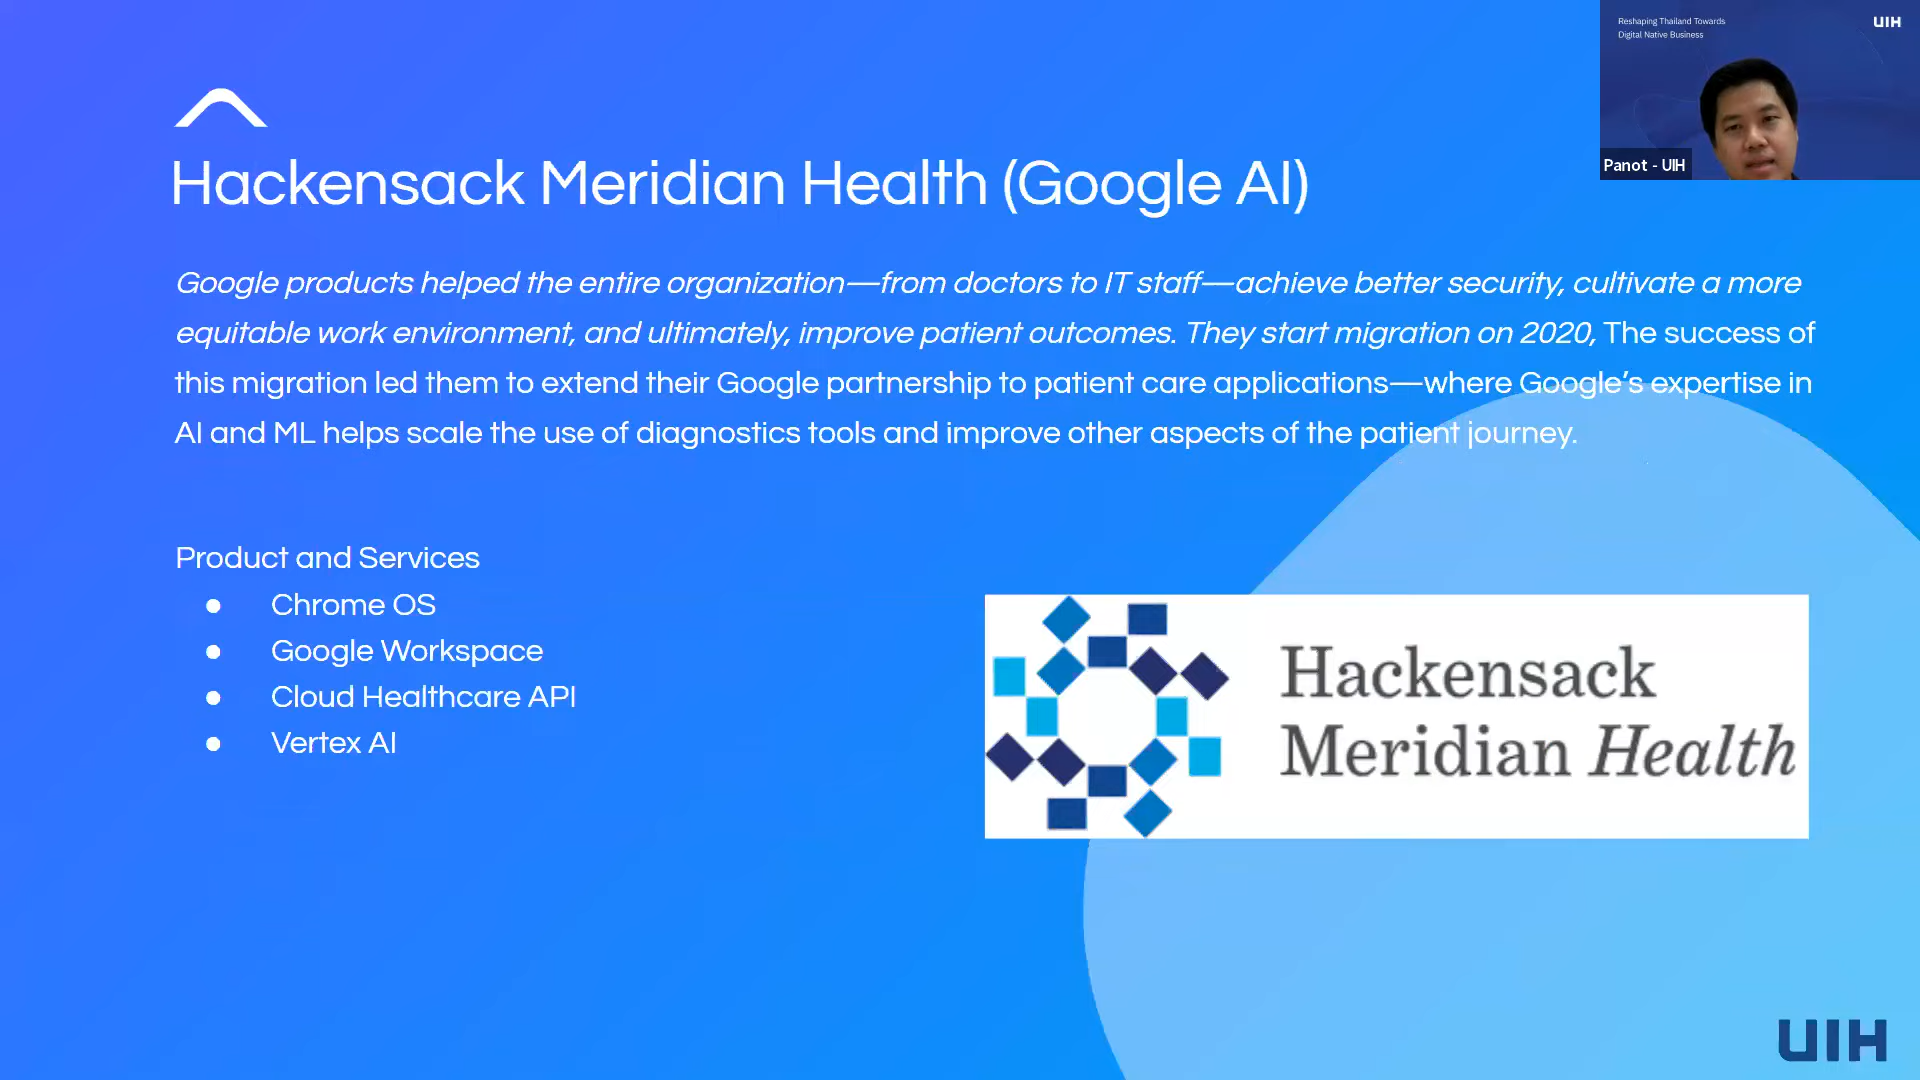 Reshaping Thailand Towards
Digital Native Business
UIH
Panot - UIH
Hackensack Meridian Health (Google AI)
Google products helped the entire organization—from doctors to IT staff—achieve better security, cultivate a more
equitable work environment, and ultimately, improve patient outcomes. They start migration on 2020, The success of
this migration led them to extend their Google partnership to patient care applications—where Google’s expertise in
AI and ML helps scale the use of diagnostics tools and improve other aspects of the patient journey.
Product and Services
● Chrome OS
● Google Workspace
● Cloud Healthcare API
● Vertex AI
Hackensack
Meridian Health
UIH